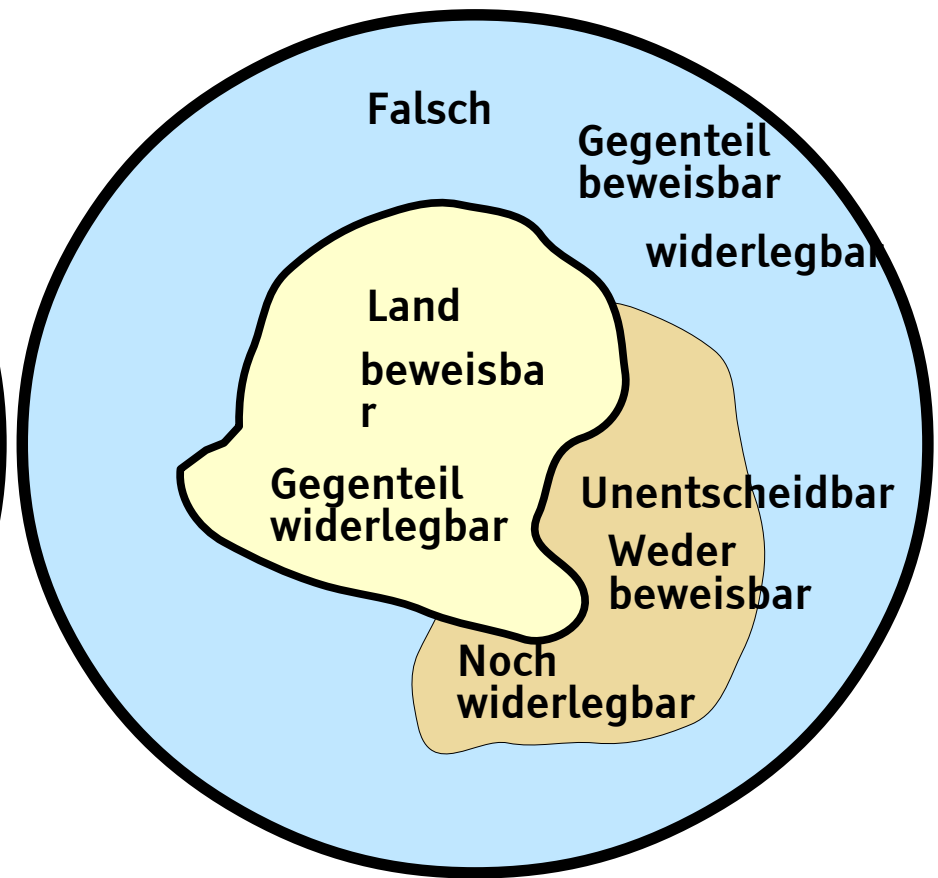 Falsch
Gegenteil
beweisbar
widerlegbar
Land
beweisba
r
Gegenteil
widerlegbar
Unentscheidbar
Weder
beweisbar
Noch
widerlegbar